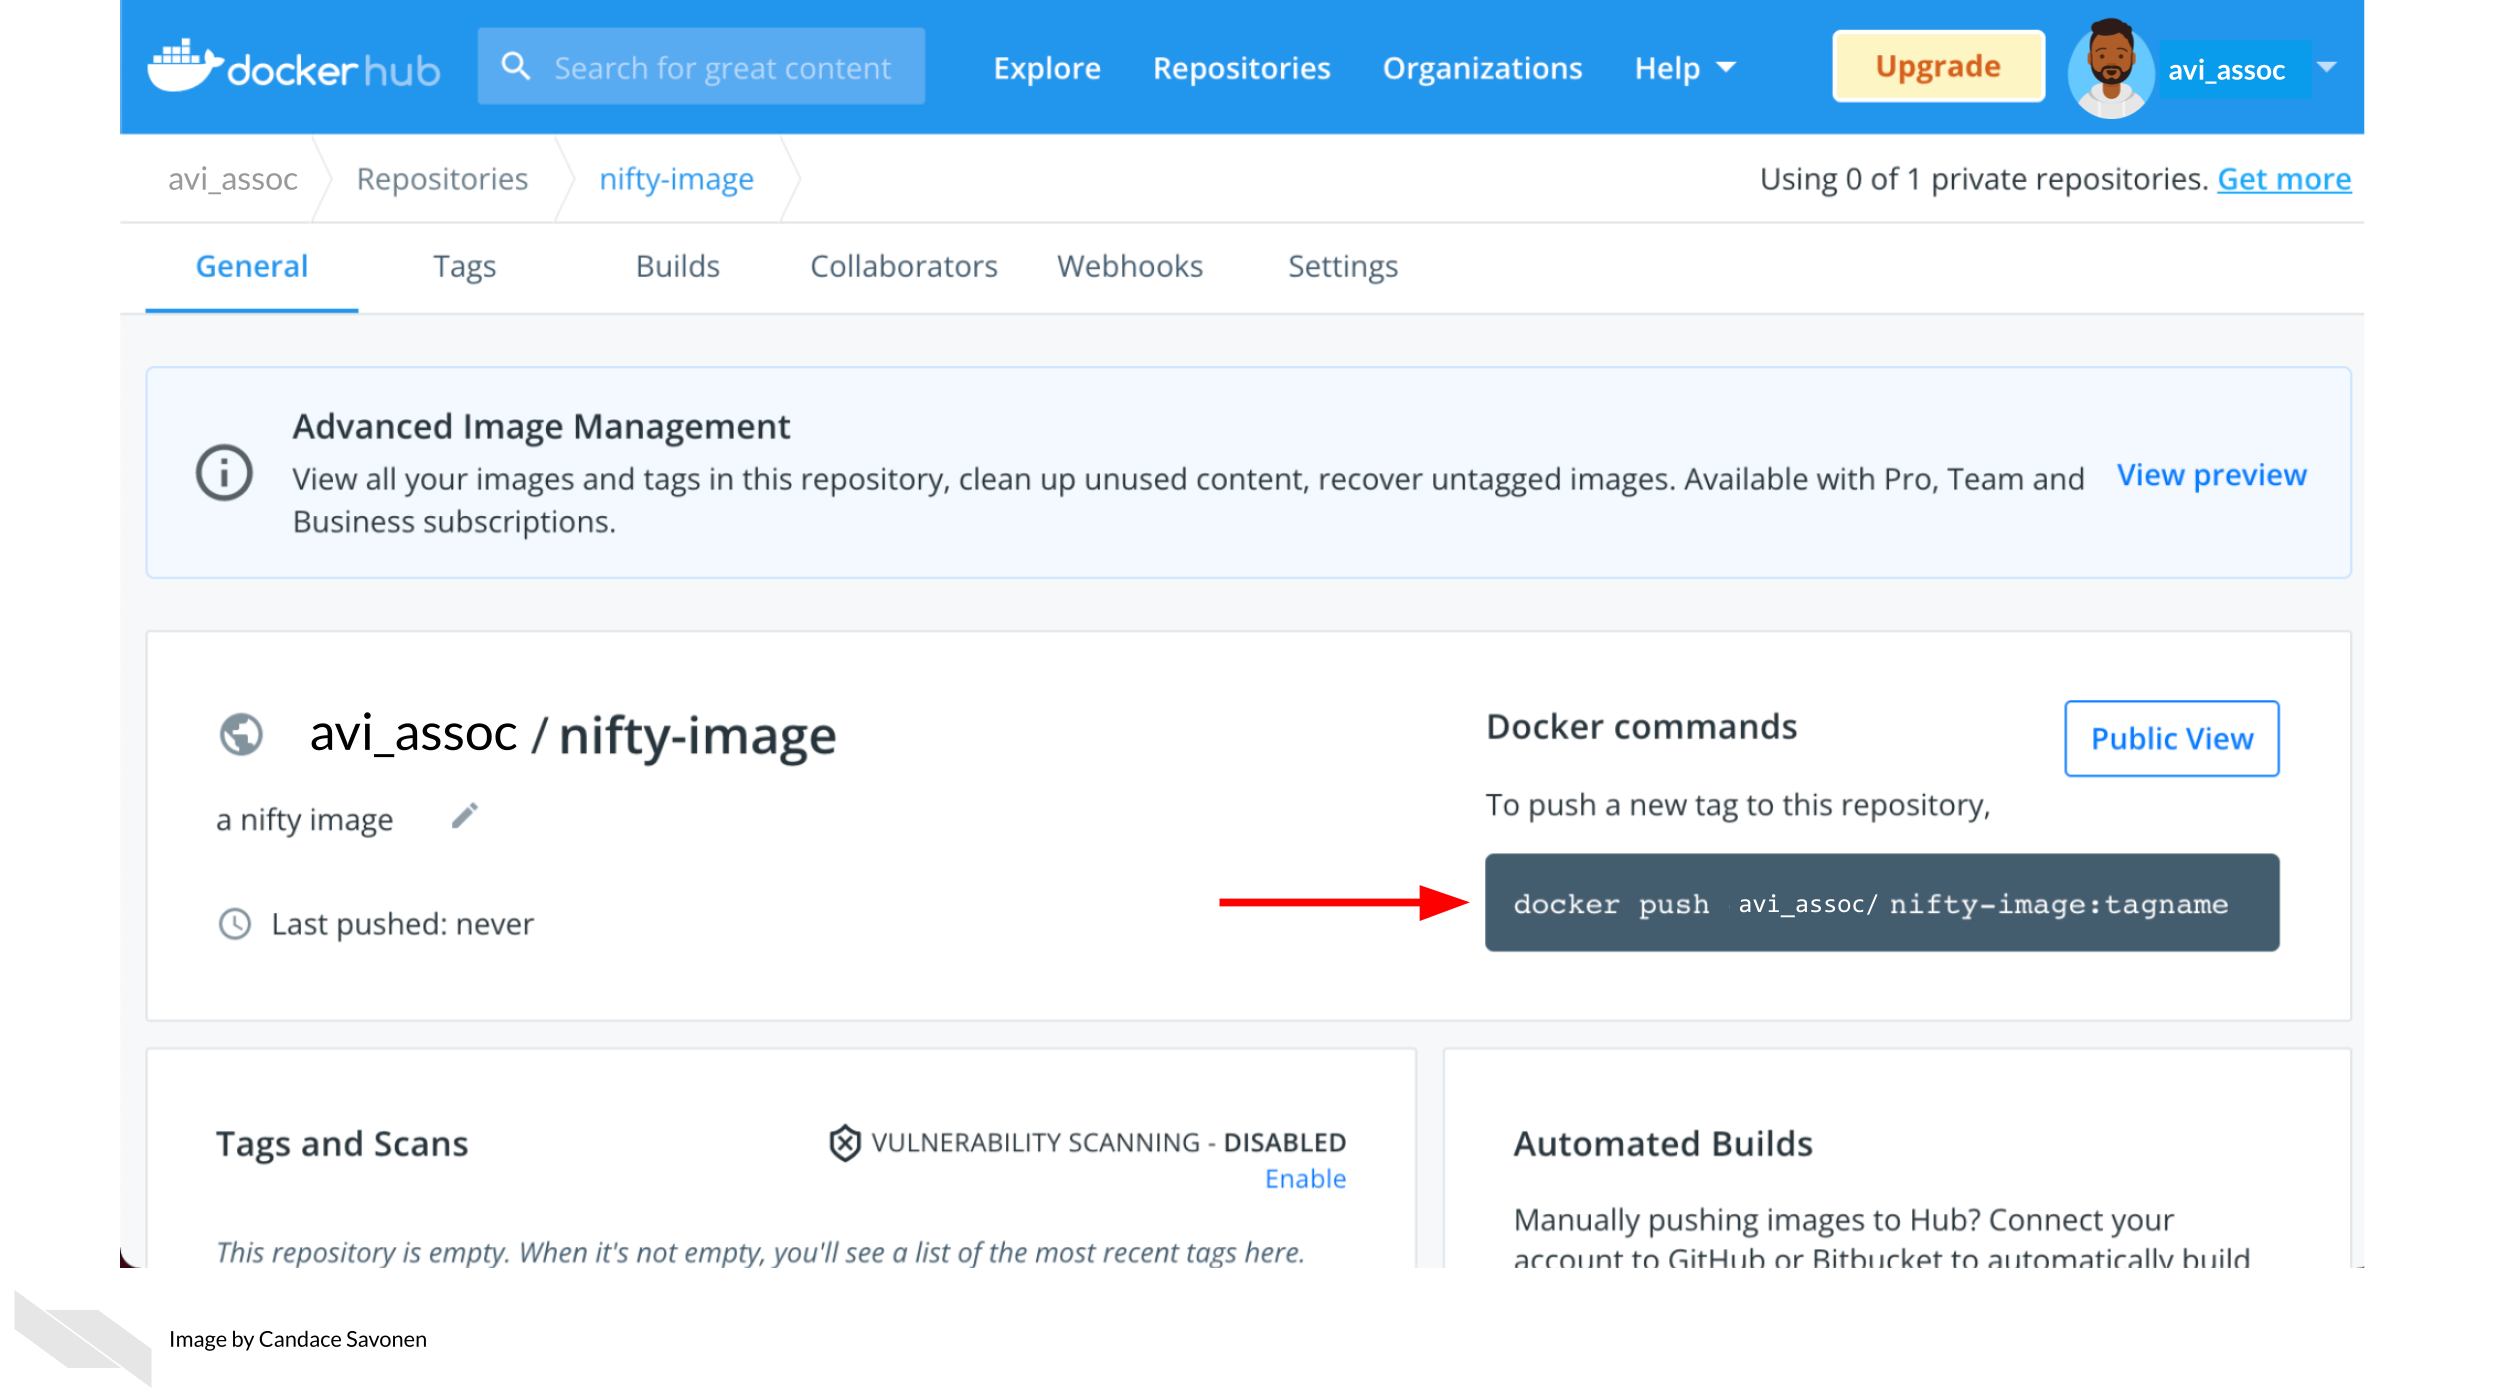 docker hub
Search for great content
Explore Repositories Organizations Help
Upgrade
avi_assoc
avi_assoc Repositories nifty-image
Using 0 of 1 private repositories. Get more
General Tags Builds Collaborators Webhooks Settings
Advanced Image Management
View all your images and tags in this repository, clean up unused content, recover untagged images. Available with Pro, Team and
Business subscriptions.
View preview
avi_assoc / nifty-image
a nifty image
Last pushed: never
Docker commands
Public View
To push a new tag to this repository,
docker push avi_assoc/ nifty-image:tagname
Tags and Scans
VULNERABILITY SCANNING - DISABLED
Enable
This repository is empty. When it's not empty, you'll see a list of the most recent tags here.
Automated Builds
Manually pushing images to Hub? Connect your
account to GitHub or Bitbucket to automatically build
Image by Candace Savonen